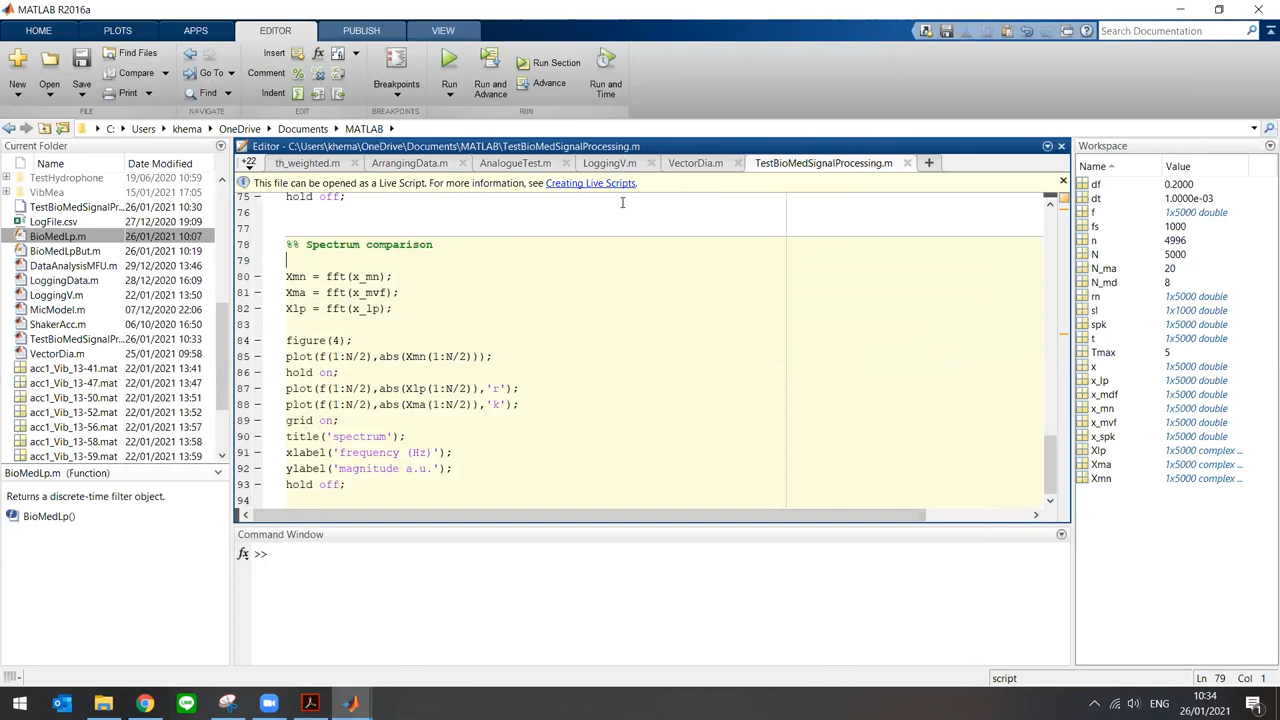 MATLAB R2016a
HOME PLOTS APPS EDITOR PUBLISH VIEW Search Documentation
New Open Save Find Files Compare Print
Go To Find
Insert fx
Comment
Indent
Breakpoints
Run Run and Advance Run Section Advance Run and Time
FILE NAVIGATE EDIT BREAKPOINTS RUN
C: Users khema OneDrive Documents MATLAB
Current Folder
Name Date Modified
TestHydrophone 19/06/2020 10:59
VibMea 15/01/2021 17:05
TestBioMedSignalPr... 26/01/2021 10:30
LogFile.csv 27/12/2020 19:09
BioMedLp.m 26/01/2021 10:07
BioMedLpBut.m 26/01/2021 10:19
DataAnalysisMFU.m 29/12/2020 13:46
LoggingData.m 28/12/2020 16:09
LoggingV.m 22/01/2021 13:50
MicModel.m 07/12/2020 22:06
ShakerAcc.m 06/10/2020 16:50
TestBioMedSignalPr... 26/01/2021 10:33
VectorDia.m 25/01/2021 09:58
acc1_Vib_13-41.mat 22/01/2021 13:41
acc1_Vib_13-47.mat 22/01/2021 13:47
acc1_Vib_13-50.mat 22/01/2021 13:51
acc1_Vib_13-52.mat 22/01/2021 13:52
acc1_Vib_13-56.mat 22/01/2021 13:57
acc1_Vib_13-58.mat 22/01/2021 13:58
acc1_Vib_13-59.mat 22/01/2021 13:59
BioMedLp.m (Function)
Returns a discrete-time filter object.
BioMedLp()
Editor - C:\Users\khema\OneDrive\Documents\MATLAB\TestBioMedSignalProcessing.m
+22 th_weighted.m ArrangingData.m AnalogueTest.m LoggingV.m VectorDia.m TestBioMedSignalProcessing.m
This file can be opened as a Live Script. For more information, see Creating Live Scripts.
75 - hold off;
76
77
78 %% Spectrum comparison
79
80 - Xmn = fft(x_mn);
81 - Xma = fft(x_mvf);
82 - Xlp = fft(x_lp);
83
84 - figure(4);
85 - plot(f(1:N/2),abs(Xmn(1:N/2)));
86 - hold on;
87 - plot(f(1:N/2),abs(Xlp(1:N/2)),'r');
88 - plot(f(1:N/2),abs(Xma(1:N/2)),'k');
89 - grid on;
90 - title('spectrum');
91 - xlabel('frequency (Hz)');
92 - ylabel('magnitude a.u.');
93 - hold off;
94
Command Window
fx >>
Workspace
Name Value
df 0.2000
dt 1.0000e-03
f 1x5000 double
fs 1000
n 4996
N 5000
N_ma 20
N_md 8
rn 1x5000 double
sl 1x1000 double
spk 1x5000 double
t 1x5000 double
Tmax 5
x 1x5000 double
x_lp 1x5000 double
x_mdf 1x5000 double
x_mn 1x5000 double
x_mvf 1x5000 double
x_spk 1x5000 double
Xlp 1x5000 complex ...
Xma 1x5000 complex ...
Xmn 1x5000 complex ...
script Ln 79 Col 1
ENG
10:34
26/01/2021